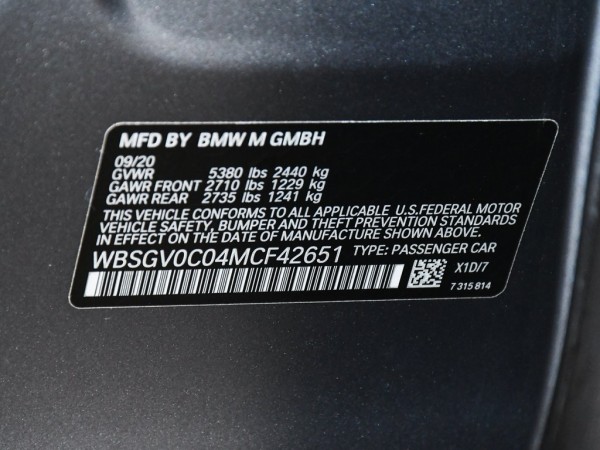 MFD BY BMW M GMBH
09/20
GVWR 5380 lbs 2440 kg
GAWR FRONT 2710 lbs 1229 kg
GAWR REAR 2735 lbs 1241 kg
THIS VEHICLE CONFORMS TO ALL APPLICABLE U.S.FEDERAL MOTOR
VEHICLE SAFETY, BUMPER AND THEFT PREVENTION STANDARDS
IN EFFECT ON THE DATE OF MANUFACTURE SHOWN ABOVE.
WBSGV0C04MCF42651 TYPE: PASSENGER CAR
X1D/7
7 315 814